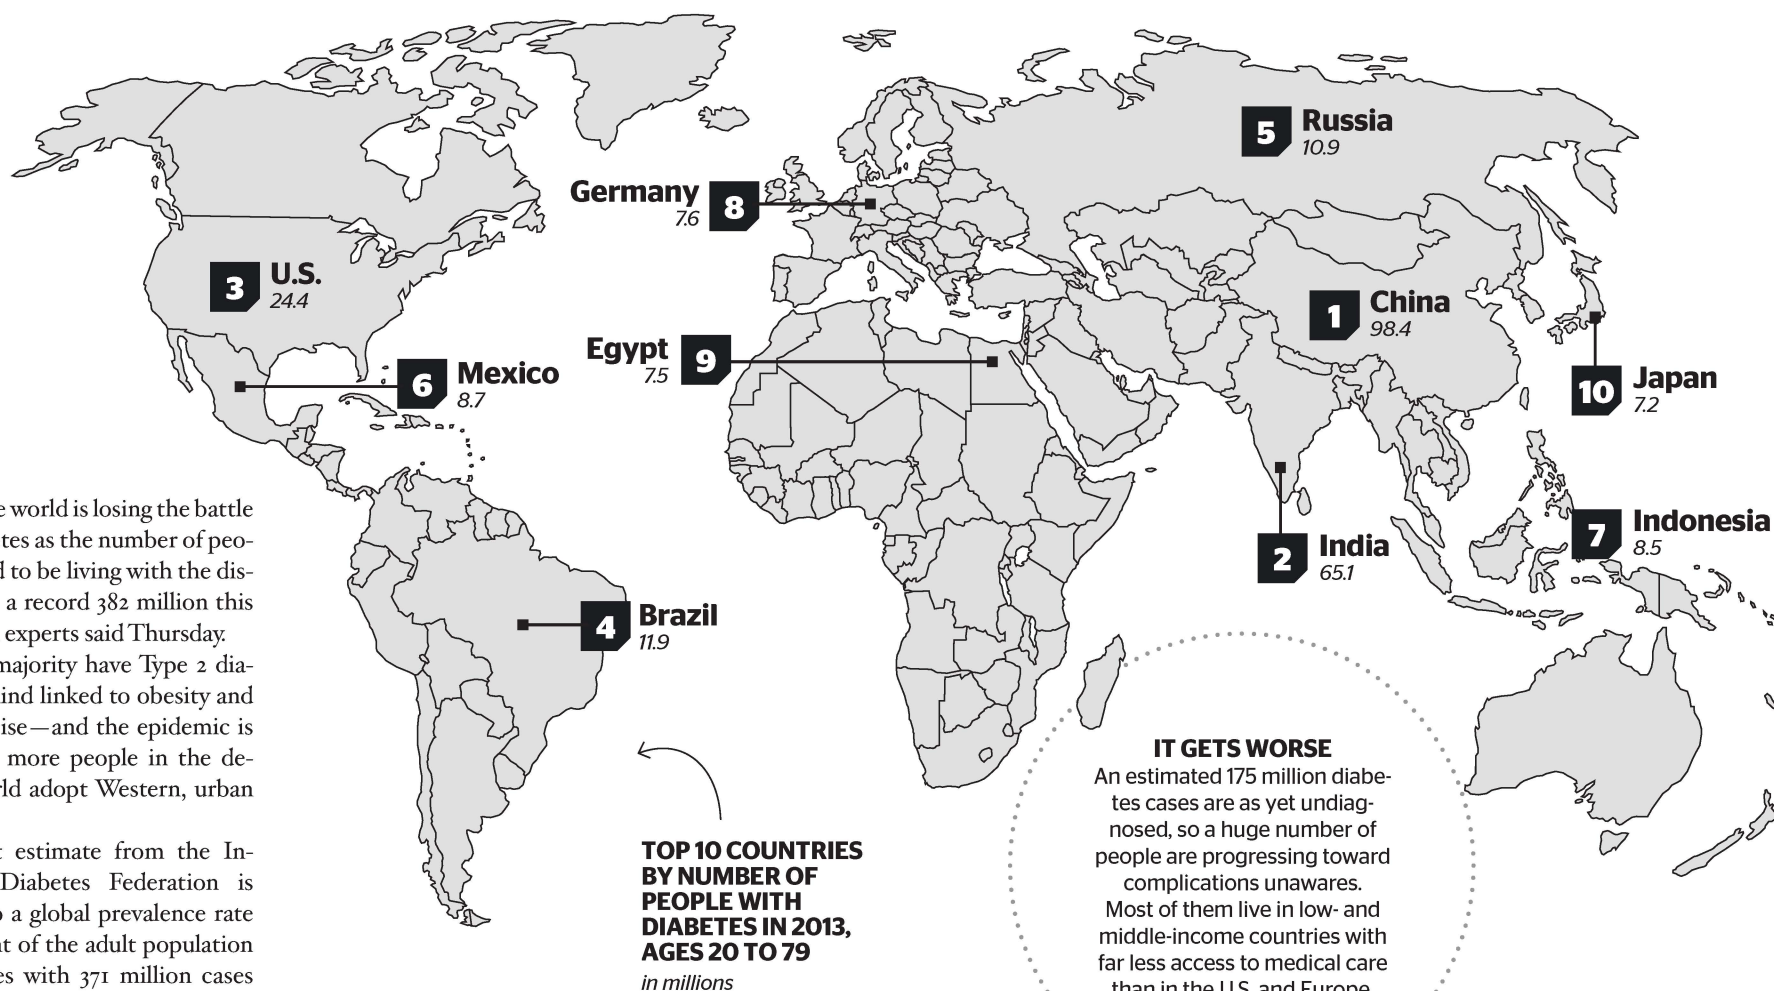 5
Russia
10.9
Germany
7.6
8
3
U.S.
24.4
1
China
98.4
Egypt
7.5
9
6
Mexico
8.7
10
Japan
7.2
2
India
65.1
7
Indonesia
8.5
4
Brazil
11.9
world is losing the battle
as the number of peo-
to be living with the dis-
a record 382 million this
experts said Thursday.
majority have Type 2 dia-
linked to obesity and
and the epidemic is
more people in the de-
adopt Western, urban
estimate from the In-
Diabetes Federation is
a global prevalence rate
of the adult population
with 371 million cases
TOP 10 COUNTRIES
BY NUMBER OF
PEOPLE WITH
DIABETES IN 2013,
AGES 20 TO 79
in millions
IT GETS WORSE
An estimated 175 million diabe-
tes cases are as yet undiag-
nosed, so a huge number of
people are progressing toward
complications unawares.
Most of them live in low- and
middle-income countries with
far less access to medical care
than in the U.S. and Europe